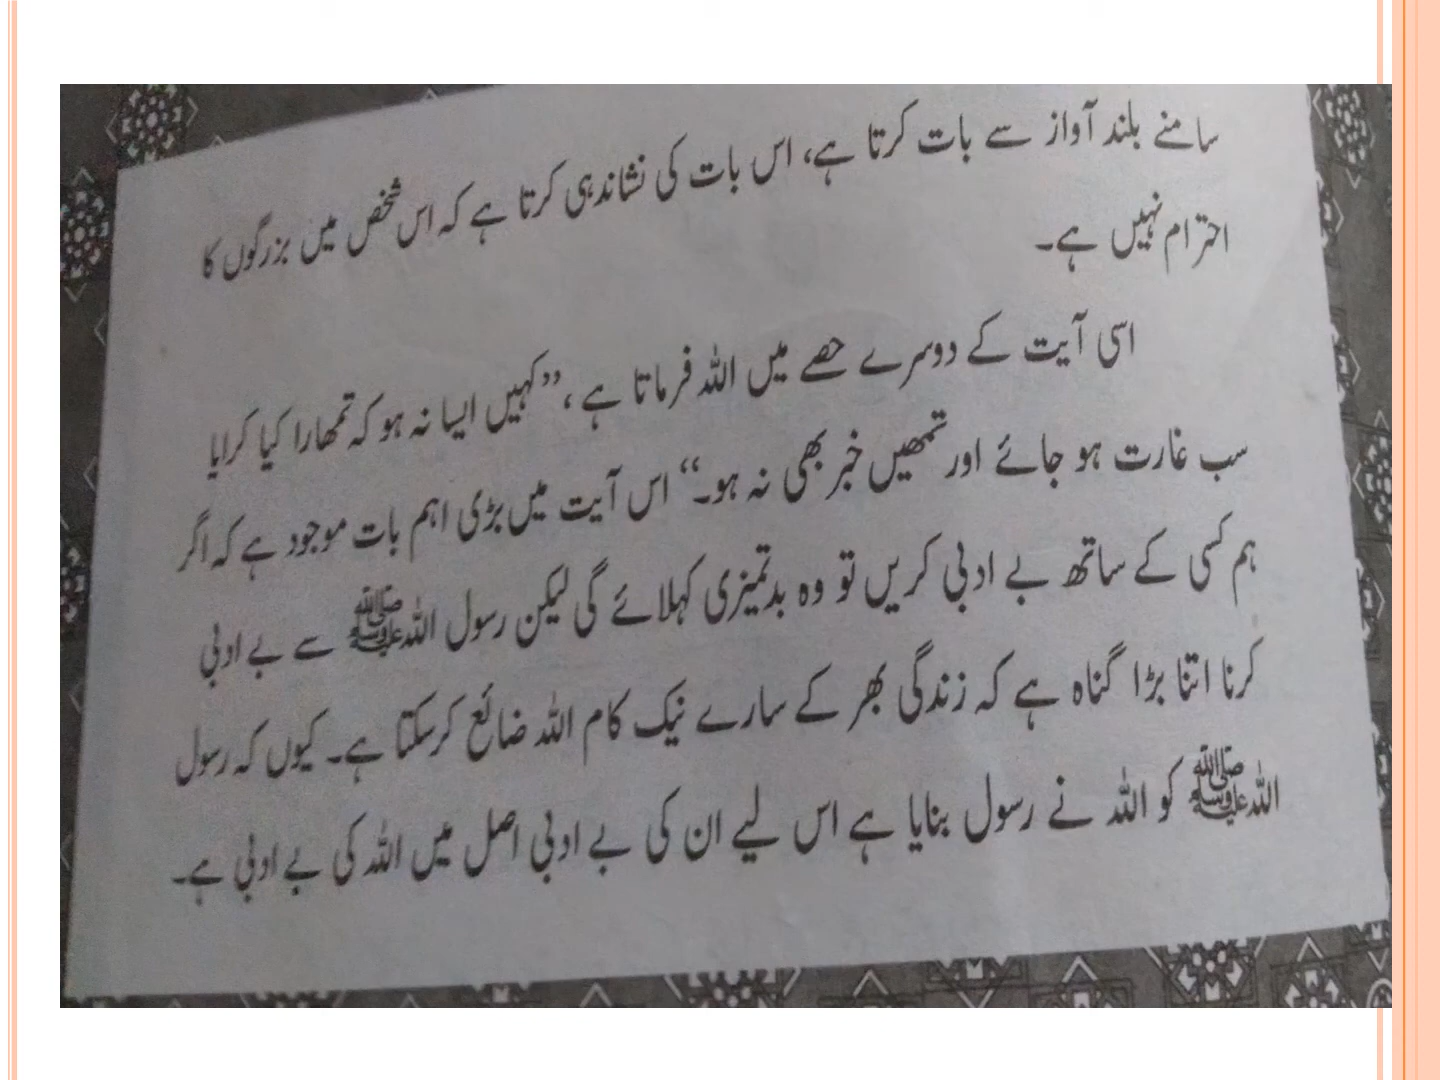 سامنے بلند آواز سے بات کرتا ہے، اس بات کی نشاندہی کرتا ہے کہ اس شخص میں بزرگوں کا
احترام نہیں ہے۔
اسی آیت کے دوسرے حصے میں اللہ فرماتا ہے، ”کہیں ایسا نہ ہو کہ تمھارا کیا کرایا
سب غارت ہو جائے اور تمھیں خبر بھی نہ ہو۔“ اس آیت میں بڑی اہم بات موجود ہے کہ اگر
ہم کسی کے ساتھ بے ادبی کریں تو وہ بدتمیزی کہلائے گی لیکن رسول اللہ ﷺ سے بے ادبی
کرنا اتنا بڑا گناہ ہے کہ زندگی بھر کے سارے نیک کام اللہ ضائع کرسکتا ہے۔ کیوں کہ رسول
اللہ ﷺ کو اللہ نے رسول بنایا ہے اس لیے ان کی بے ادبی اصل میں اللہ کی بے ادبی ہے۔